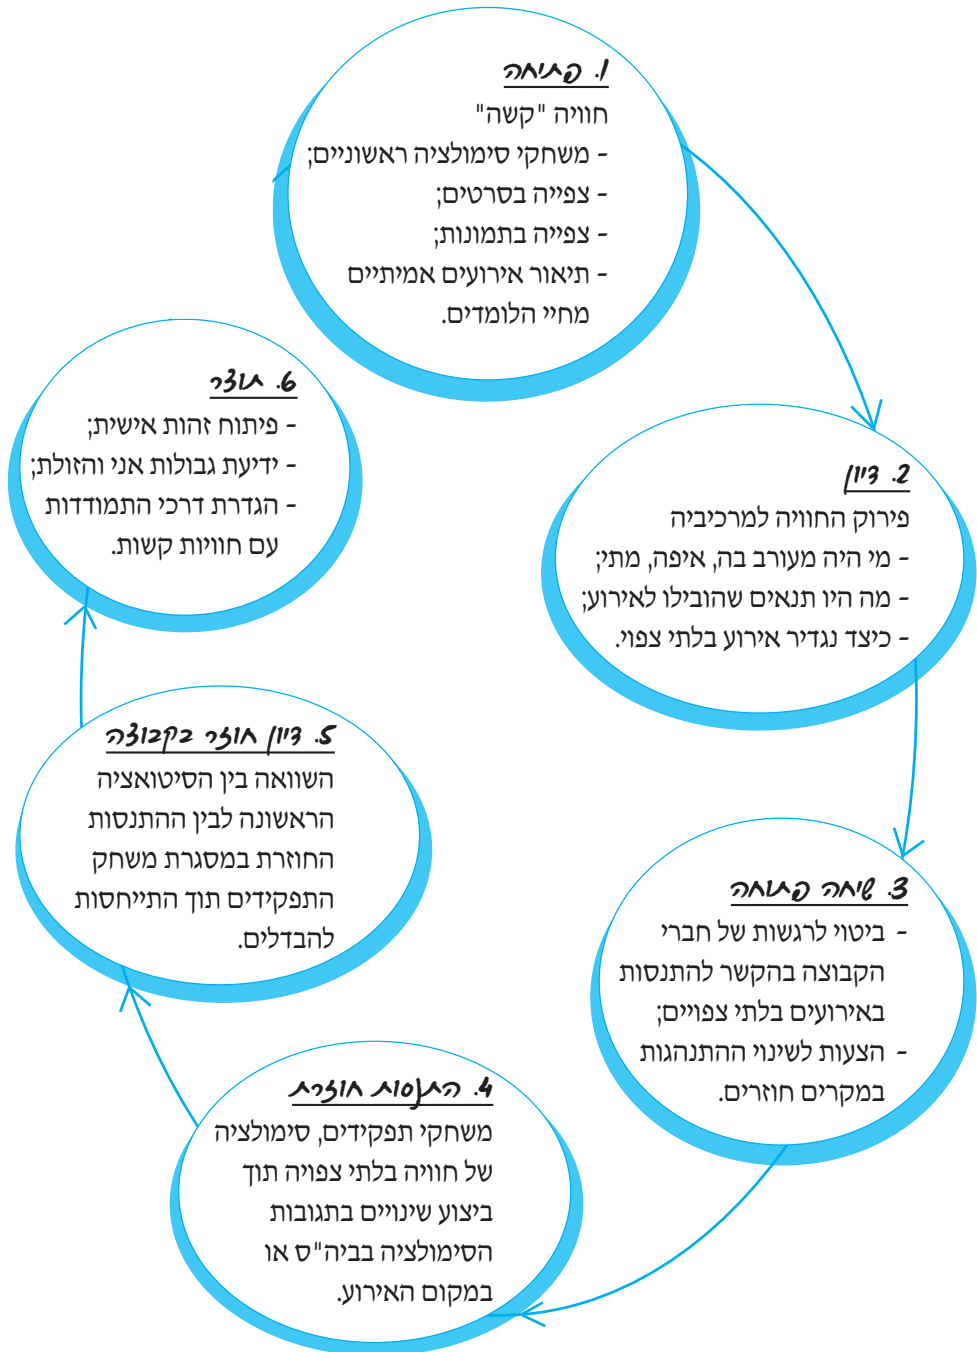 1. פתיחה
חוויה "קשה"
- משחקי סימולציה ראשוניים;
- צפייה בסרטים;
- צפייה בתמונות;
- תיאור אירועים אמיתיים
מחיי הלומדים.
2. דיון
פירוק החוויה למרכיביה
- מי היה מעורב בה, איפה, מתי;
- מה היו תנאים שהובילו לאירוע;
- כיצד נגדיר אירוע בלתי צפוי.
3. שיחה פתוחה
- ביטוי לרגשות של חברי
הקבוצה בהקשר להתנסות
באירועים בלתי צפויים;
- הצעות לשינוי ההתנהגות
במקרים חוזרים.
4. התנסות חוזרת
משחקי תפקידים, סימולציה
של חוויה בלתי צפויה תוך
ביצוע שינויים בתגובות
הסימולציה בביה"ס או
במקום האירוע.
5. דיון חוזר בקבוצה
השוואה בין הסיטואציה
הראשונה לבין ההתנסות
החוזרת במסגרת משחק
התפקידים תוך התייחסות
להבדלים.
6. תוצר
- פיתוח זהות אישית;
- ידיעת גבולות אני והזולת;
- הגדרת דרכי התמודדות
עם חוויות קשות.